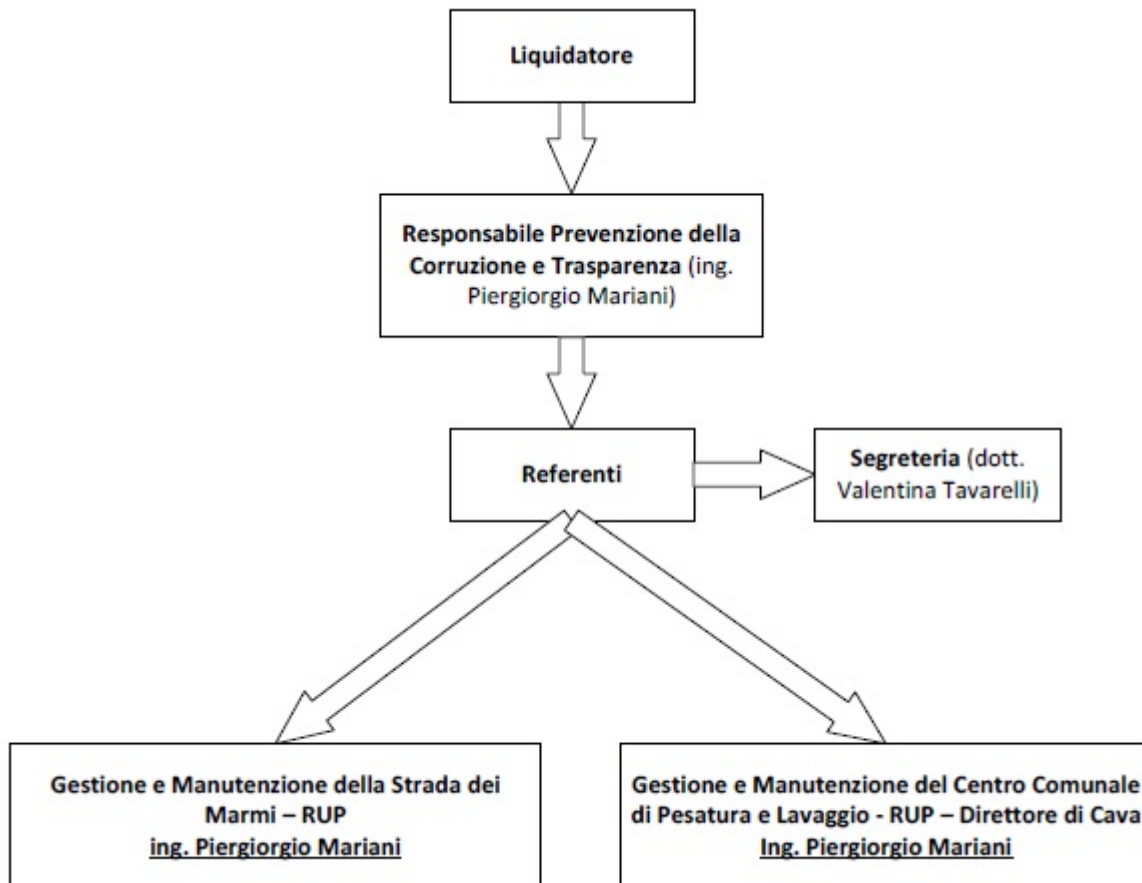 Liquidatore
Responsabile Prevenzione della
Corruzione e Trasparenza (ing.
Piergiorgio Mariani)
Referenti
Segreteria (dott.
Valentina Tavarelli)
Gestione e Manutenzione della Strada dei
Marmi – RUP
ing. Piergiorgio Mariani
Gestione e Manutenzione del Centro Comunale
di Pesatura e Lavaggio - RUP – Direttore di Cava
Ing. Piergiorgio Mariani